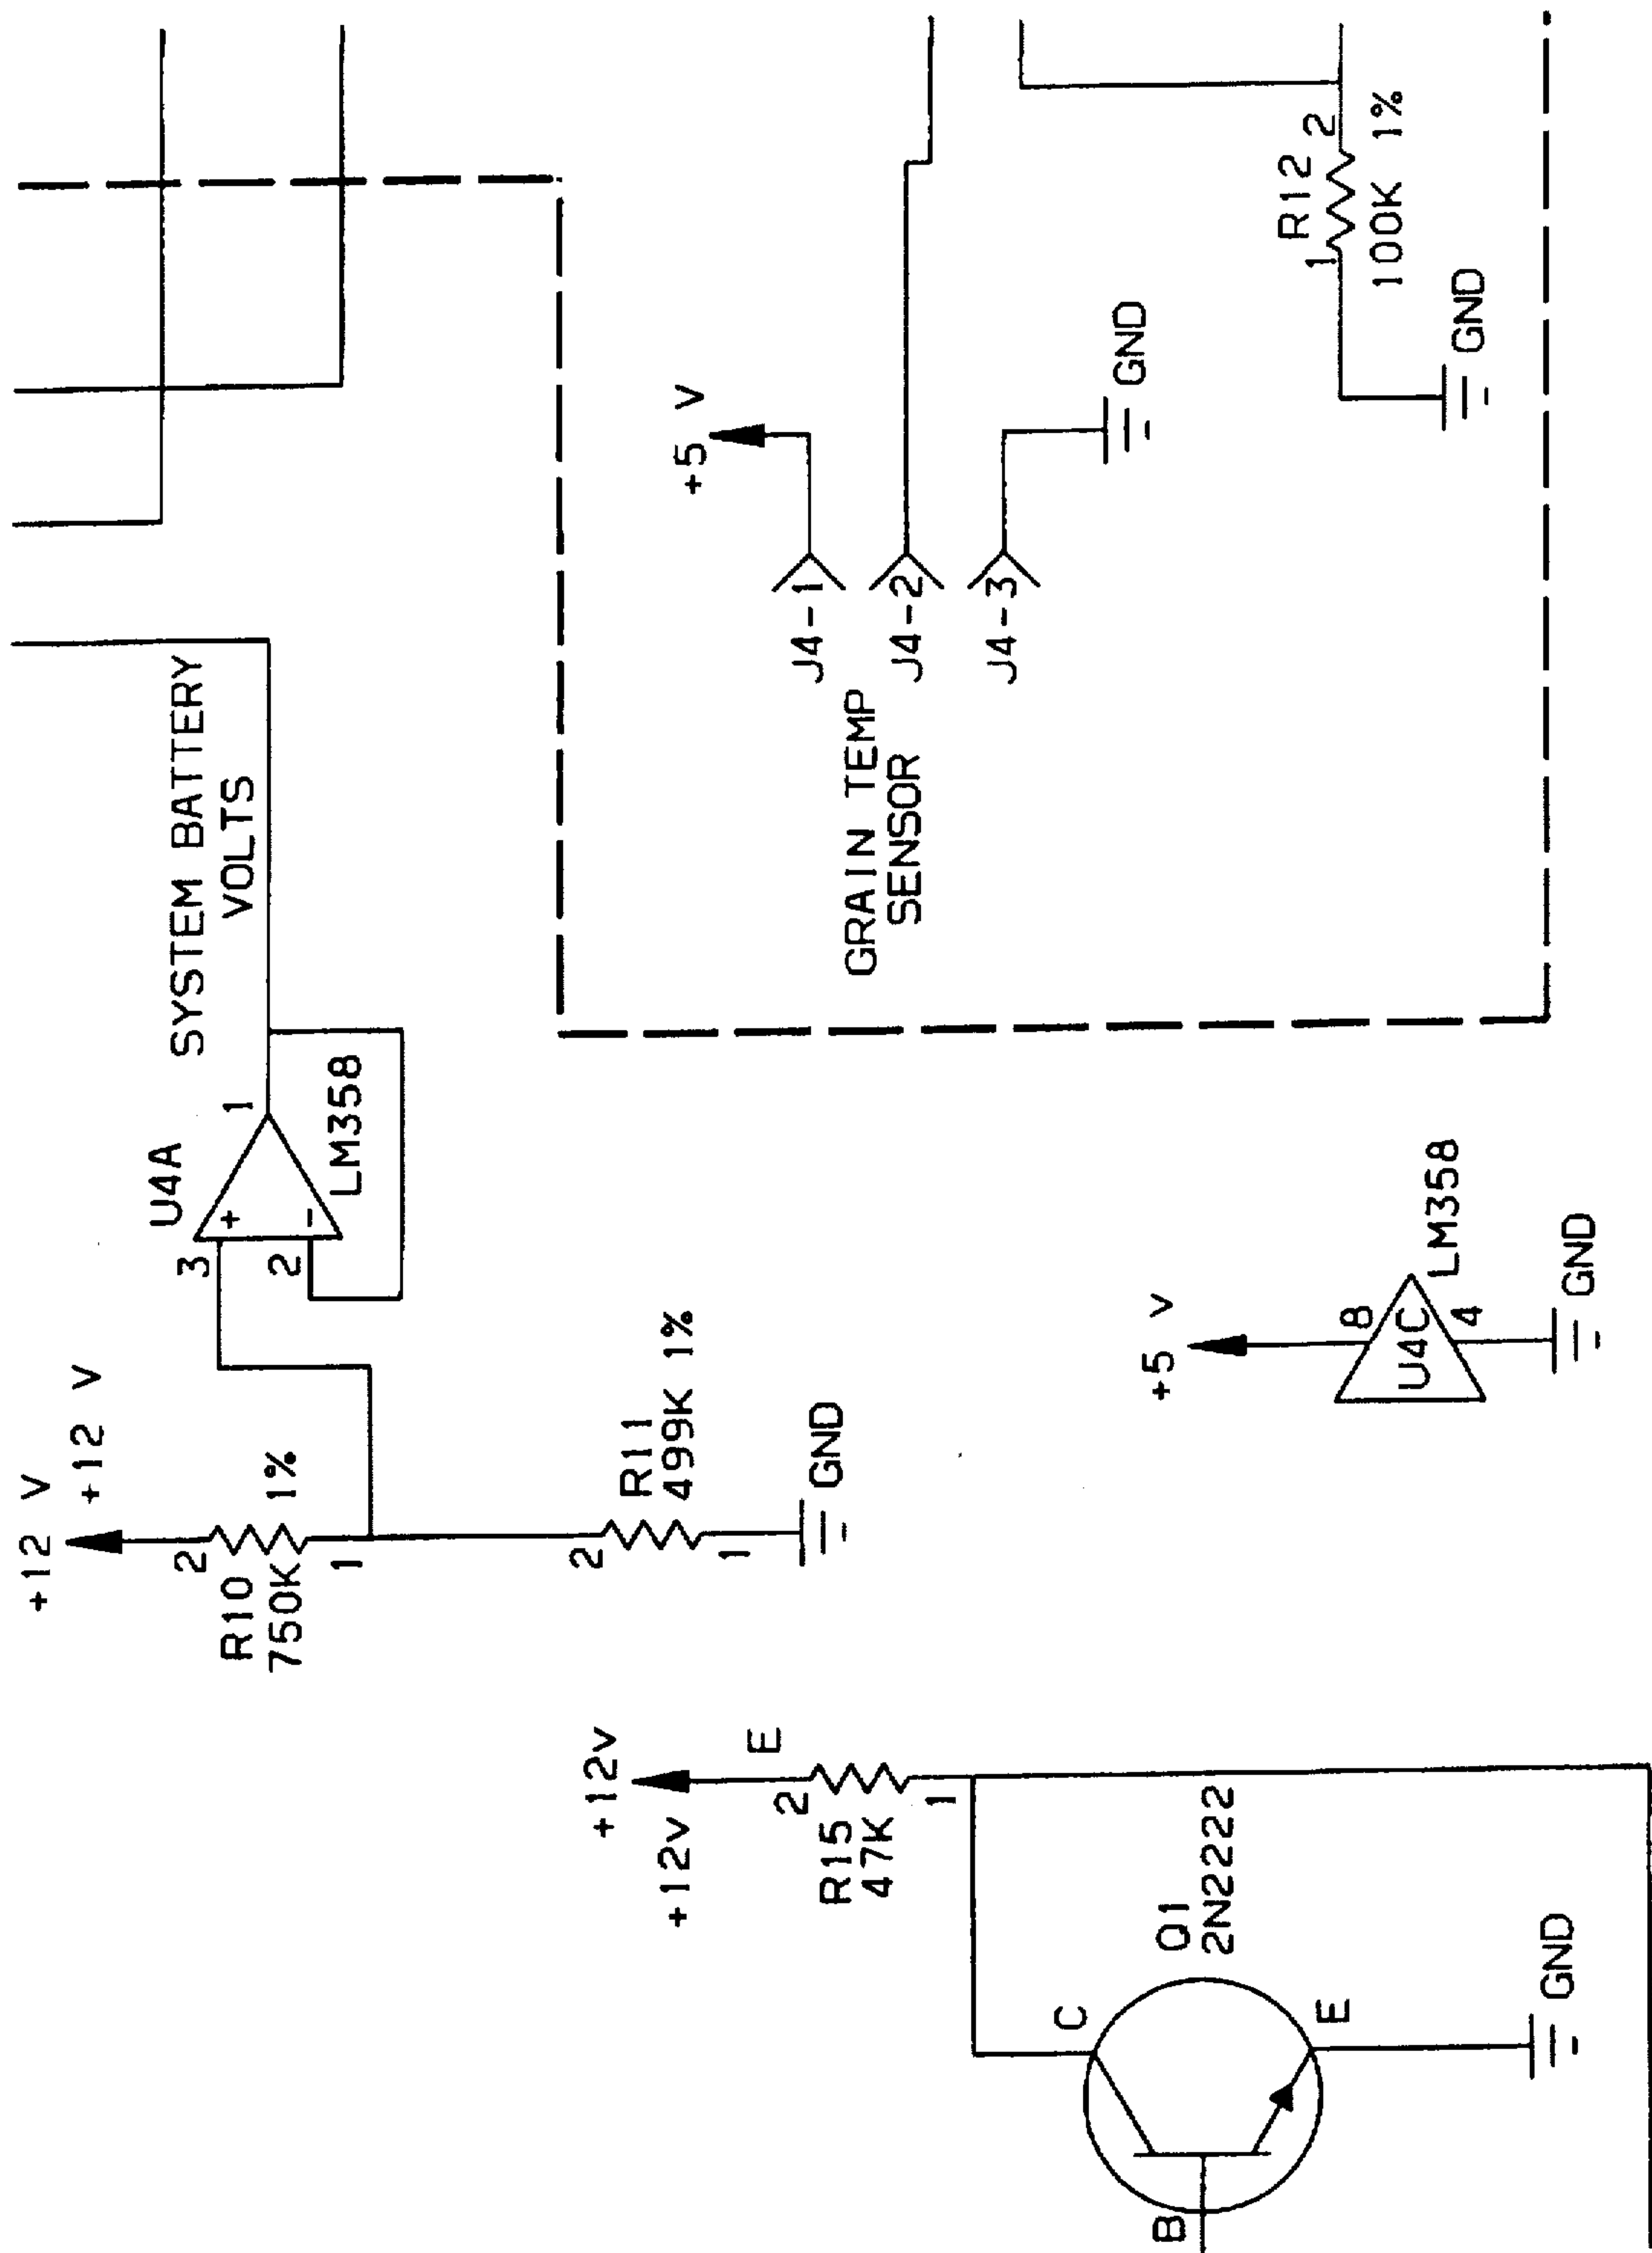 +12 V
+12 V
2
R10
750K 1%
1
2
R11
499K 1%
1
GND
U4A
3
+
2
-
1
LM358
SYSTEM BATTERY
VOLTS
+12v
+12v
E
2
R15
47K
1
Q1
2N2222
C
B
E
GND
+5 v
8
U4C
4
LM358
GND
GRAIN TEMP
SENSOR
J4-1
J4-2
J4-3
+5 V
GND
R12
1
2
100K 1%
GND